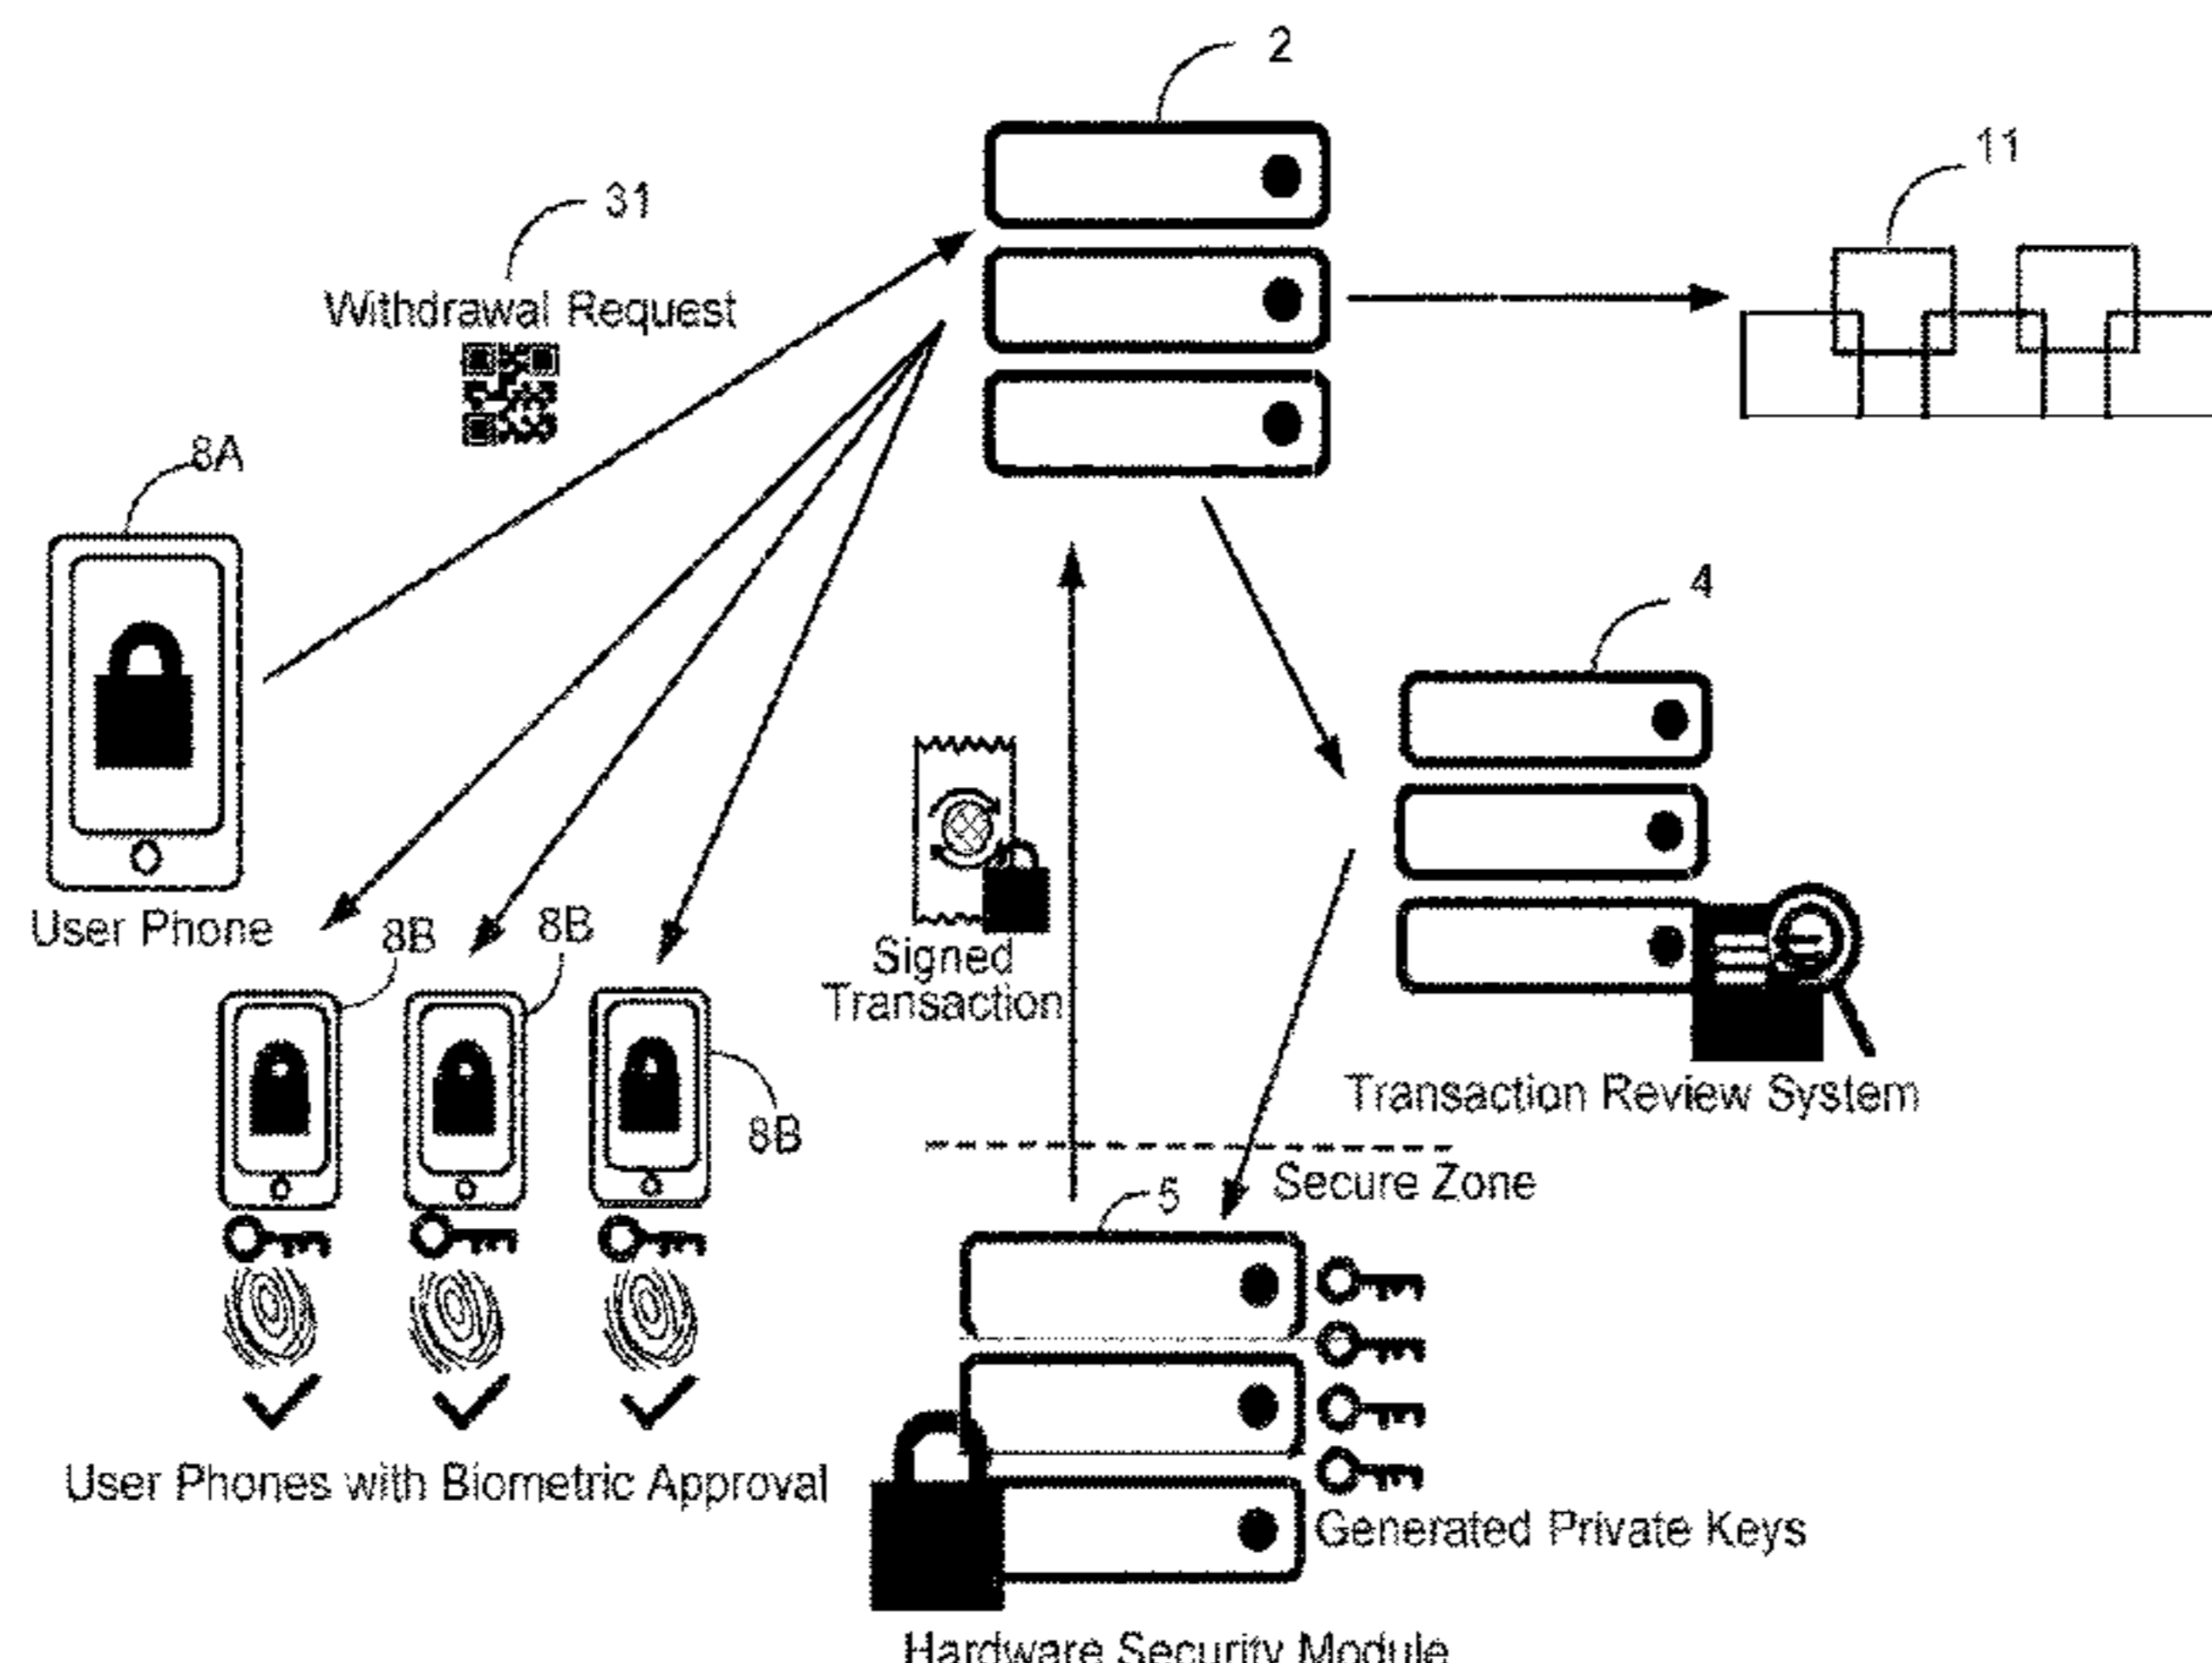 2
11
31
Withdrawal Request
8A
4
User Phone
8B
8B
Signed
Transaction
Transaction Review System
8B
Secure Zone
5
User Phones with Biometric Approval
Generated Private Keys
Hardware Security Module